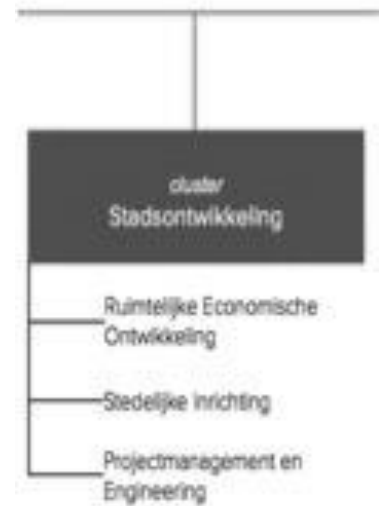 cluster
Stadsontwikkeling
Ruimtelijke Economische
Ontwikkeling
Stedelijke Inrichting
Projectmanagement en
Engineering